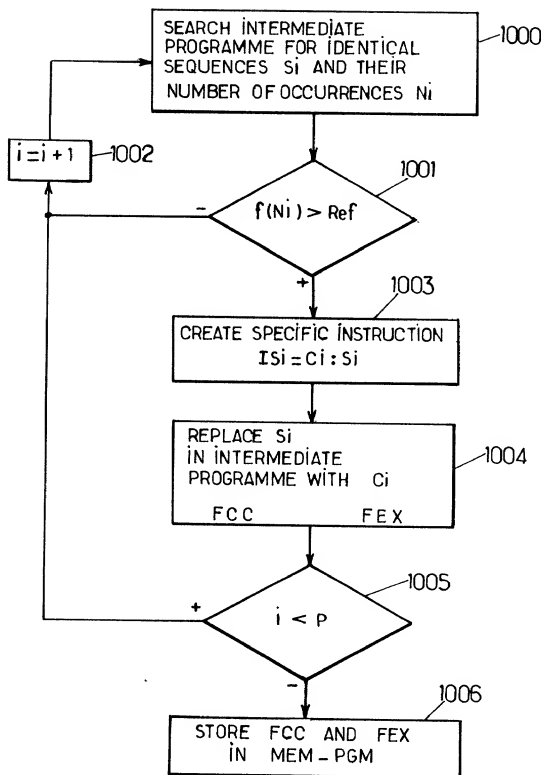 SEARCH INTERMEDIATE
PROGRAMME FOR IDENTICAL
SEQUENCES Si AND THEIR
NUMBER OF OCCURRENCES Ni
1000
i=i+1
1002
1001
f(Ni) > Ref
-
+
1003
CREATE SPECIFIC INSTRUCTION
ISi=Ci:Si
REPLACE Si
IN INTERMEDIATE
PROGRAMME WITH Ci
FCC FEX
1004
1005
+
i < P
-
1006
STORE FCC AND FEX
IN MEM-PGM